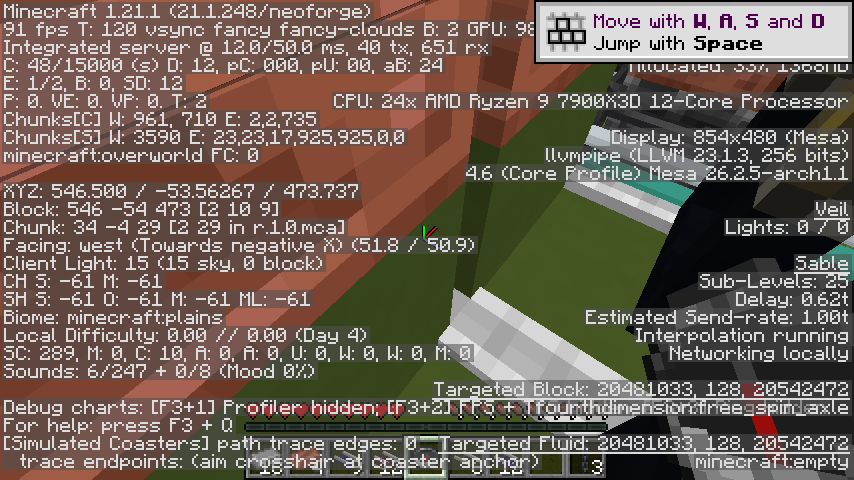 Minecraft 1.21.1 (21.1.248/neoforge)
91 fps T: 120 vsync fancy fancy-clouds B: 2 GPU: 98
Integrated server @ 12.0/50.0 ms, 40 tx, 651 rx
C: 48/15000 (s) D: 12, pC: 000, pU: 00, aB: 24
E: 1/2, B: 0, SD: 12
P: 0. VE: 0. VP: 0. T: 2
Chunks[C] W: 961, 710 E: 2,2,735
Chunks[S] W: 3590 E: 23,23,17,925,925,0,0
minecraft:overworld FC: 0
XYZ: 546.500 / -53.56267 / 473.737
Block: 546 -54 473 [2 10 9]
Chunk: 34 -4 29 [2 29 in r.1.0.mca]
Facing: west (Towards negative X) (51.8 / 50.9)
Client Light: 15 (15 sky, 0 block)
CH S: -61 M: -61
SH S: -61 O: -61 M: -61 ML: -61
Biome: minecraft:plains
Local Difficulty: 0.00 // 0.00 (Day 4)
SC: 289, M: 0, C: 10, A: 0, A: 0, U: 0, W: 0, W: 0, M: 0
Sounds: 6/247 + 0/8 (Mood 0%)
Debug charts: [F3+1] Profiler hidden; [F3+2]
For help: press F3 + Q
[Simulated Coasters] path trace edges: 0
trace endpoints: (aim crosshair at coaster anchor)
Move with W, A, S and D
Jump with Space
Allocated: 53%
CPU: 24x AMD Ryzen 9 7900X3D 12-Core Processor
Display: 854x480 (Mesa)
llvmpipe (LLVM 23.1.3, 256 bits)
4.6 (Core Profile) Mesa 26.2.5-arch1.1
Veil
Lights: 0 / 0
Sable
Sub-Levels: 25
Delay: 0.62t
Estimated Send-rate: 1.00t
Interpolation running
Networking locally
Targeted Block: 20481033, 128, 20542472
Targeted Fluid: 20481033, 128, 20542472
minecraft:empty
3